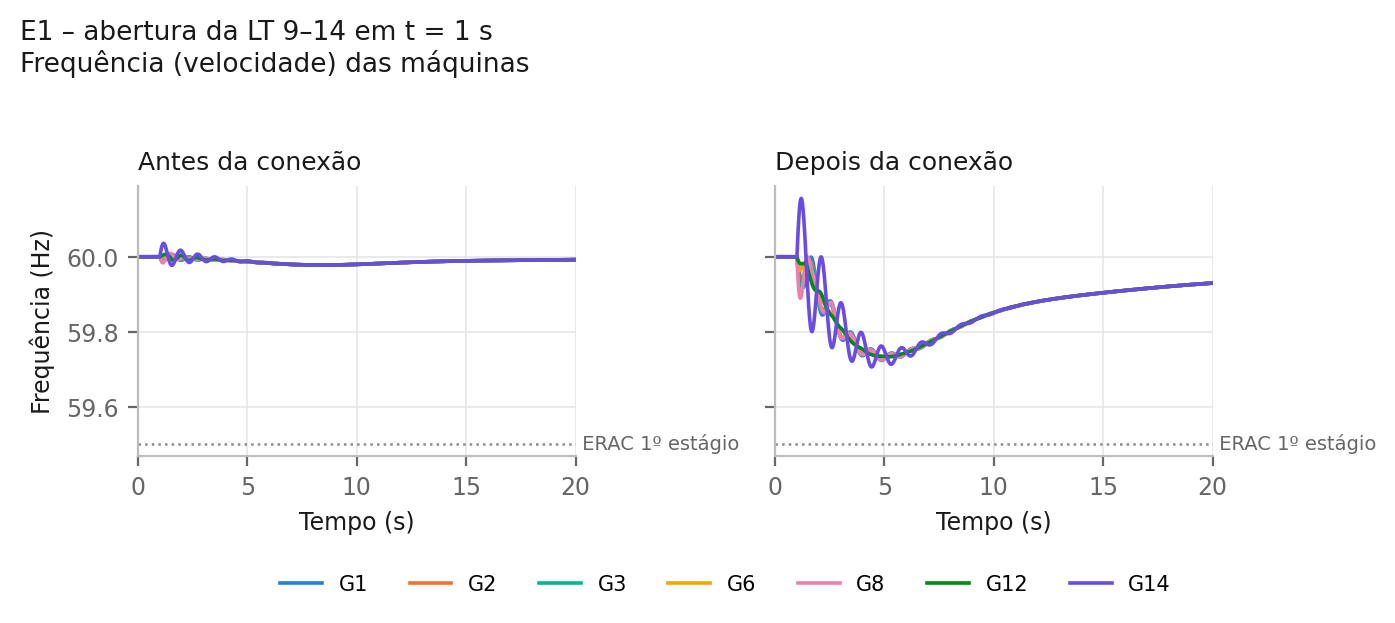 E1 – abertura da LT 9–14 em t = 1 s
Frequência (velocidade) das máquinas
Antes da conexão
Depois da conexão
Frequência (Hz)
60.0
59.8
59.6
ERAC 1º estágio
ERAC 1º estágio
0 5 10 15 20
0 5 10 15 20
Tempo (s)
Tempo (s)
G1 G2 G3 G6 G8 G12 G14